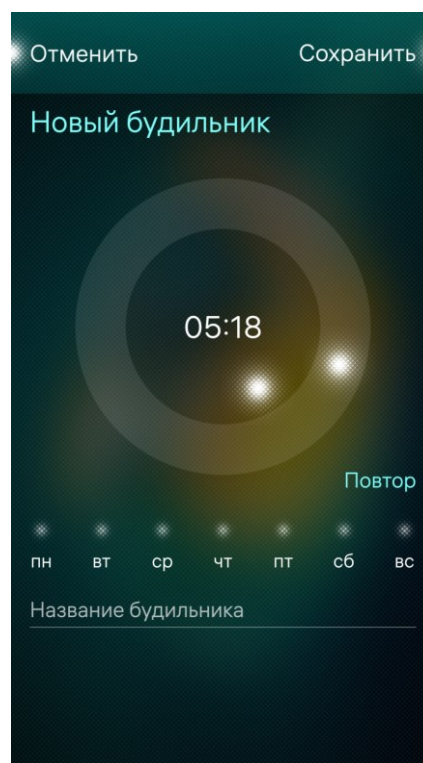 Отменить Сохранить
Новый будильник
05:18
Повтор
пн вт ср чт пт сб вс
Название будильника